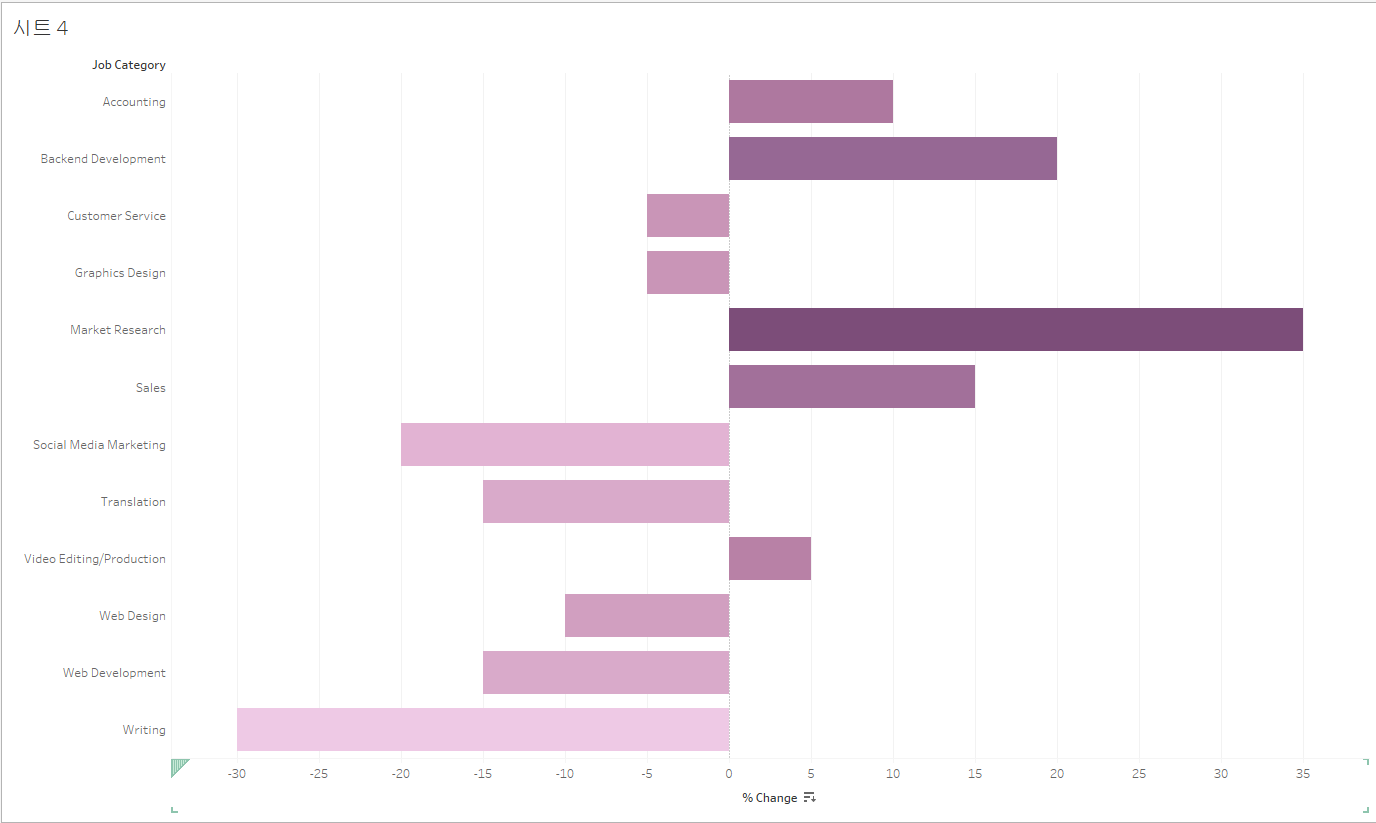 시트 4
Job Category
Accounting
Backend Development
Customer Service
Graphics Design
Market Research
Sales
Social Media Marketing
Translation
Video Editing/Production
Web Design
Web Development
Writing
-30 -25 -20 -15 -10 -5 0 5 10 15 20 25 30 35
% Change